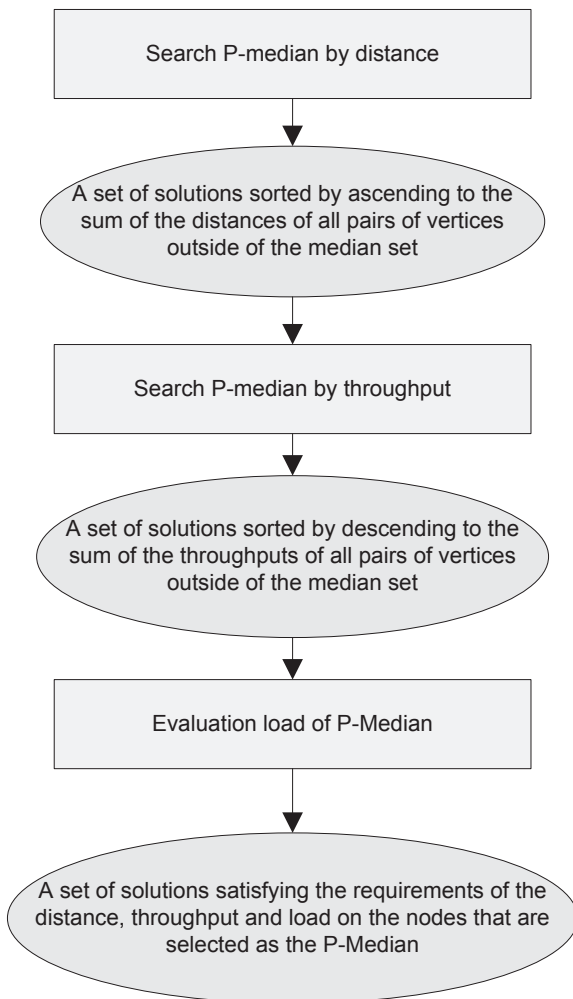 Search P-median by distance
A set of solutions sorted by ascending to the
sum of the distances of all pairs of vertices
outside of the median set
Search P-median by throughput
A set of solutions sorted by descending to the
sum of the throughputs of all pairs of vertices
outside of the median set
Evaluation load of P-Median
A set of solutions satisfying the requirements of the
distance, throughput and load on the nodes that are
selected as the P-Median